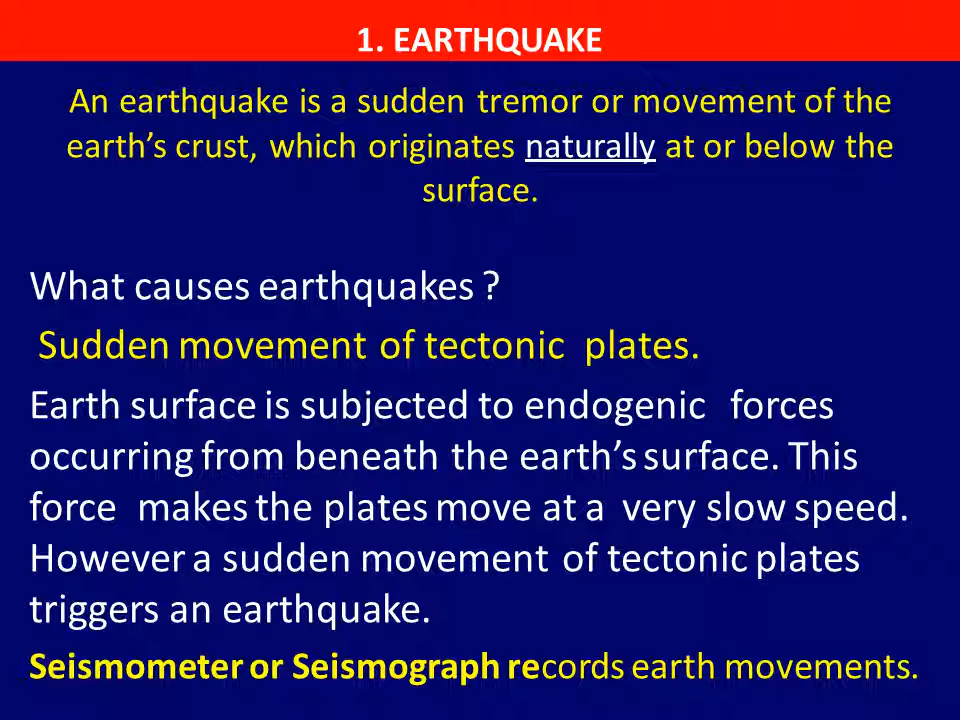 1. EARTHQUAKE
An earthquake is a sudden tremor or movement of the
earth’s crust, which originates naturally at or below the
surface.
What causes earthquakes ?
Sudden movement of tectonic plates.
Earth surface is subjected to endogenic forces
occurring from beneath the earth’s surface. This
force makes the plates move at a very slow speed.
However a sudden movement of tectonic plates
triggers an earthquake.
Seismometer or Seismograph records earth movements.